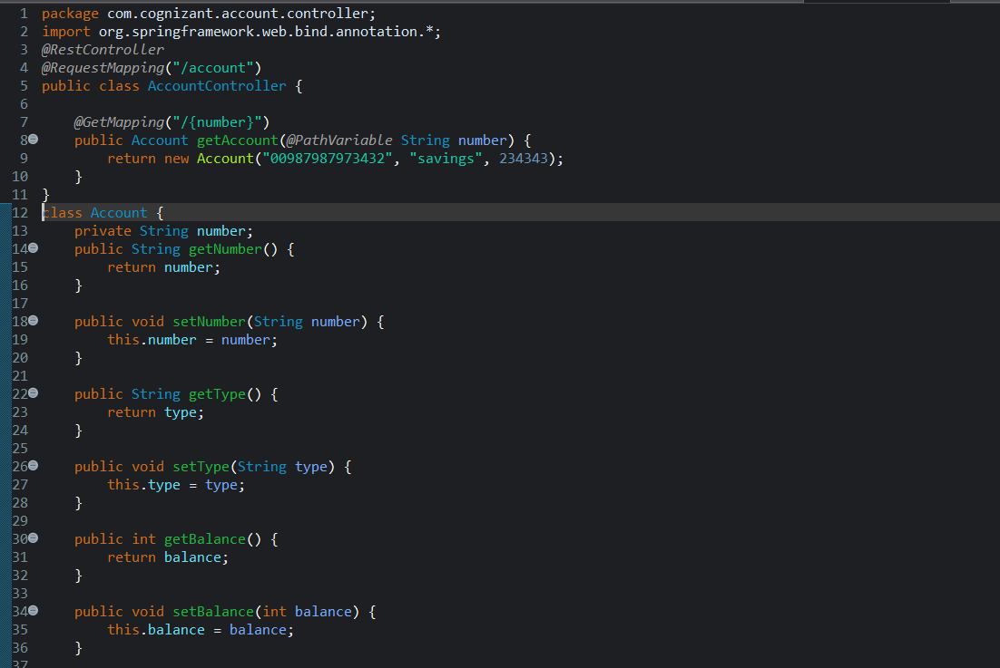 1 package com.cognizant.account.controller;
2 import org.springframework.web.bind.annotation.*;
3 @RestController
4 @RequestMapping("/account")
5 public class AccountController {
6
7     @GetMapping("/{number}")
8     public Account getAccount(@PathVariable String number) {
9         return new Account("00987987973432", "savings", 234343);
10     }
11 }
12 class Account {
13     private String number;
14     public String getNumber() {
15         return number;
16     }
17
18     public void setNumber(String number) {
19         this.number = number;
20     }
21
22     public String getType() {
23         return type;
24     }
25
26     public void setType(String type) {
27         this.type = type;
28     }
29
30     public int getBalance() {
31         return balance;
32     }
33
34     public void setBalance(int balance) {
35         this.balance = balance;
36     }
37